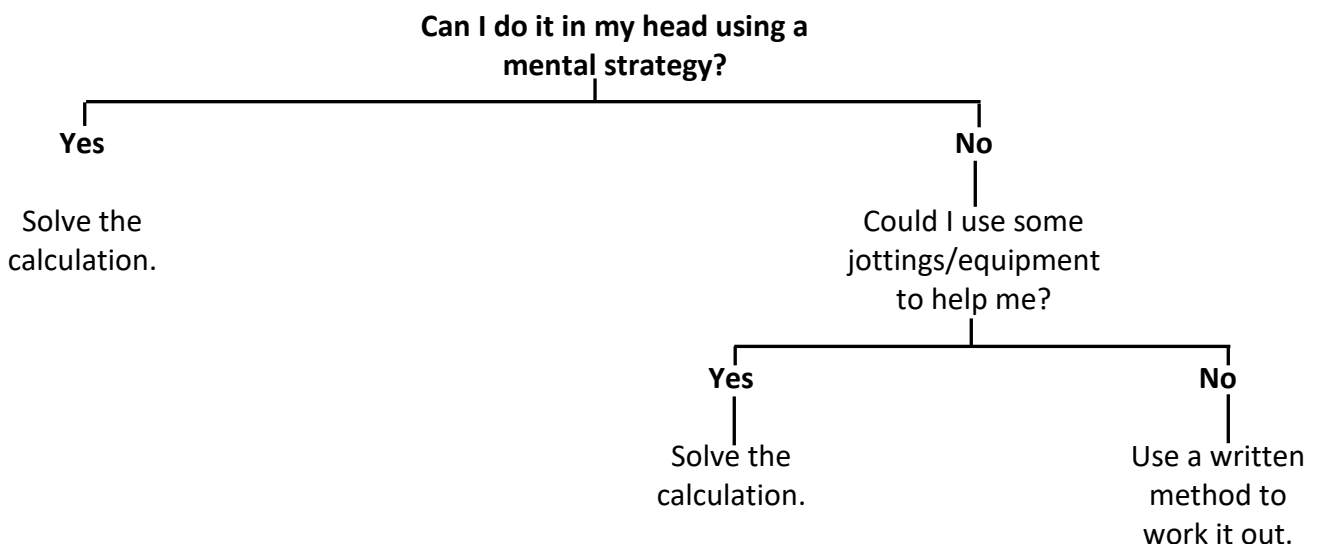 Can I do it in my head using a
mental strategy?
Yes
No
Solve the
calculation.
Could I use some
jottings/equipment
to help me?
Yes
No
Solve the
calculation.
Use a written
method to
work it out.